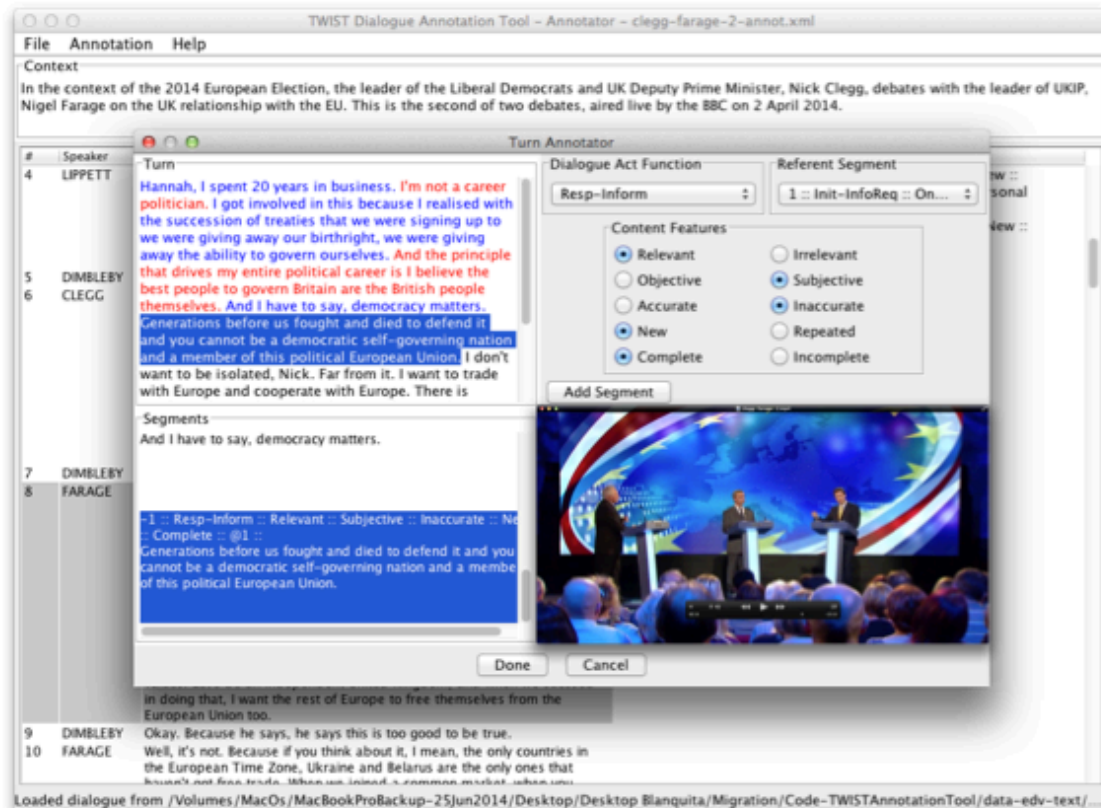 TWIST Dialogue Annotation Tool - Annotator - clegg-farage-2-annot.xml
File Annotation Help
Context
In the context of the 2014 European Election, the leader of the Liberal Democrats and UK Deputy Prime Minister, Nick Clegg, debates with the leader of UKIP,
Nigel Farage on the UK relationship with the EU. This is the second of two debates, aired live by the BBC on 2 April 2014.
Turn Annotator
# Speaker
4 LIPPETT
5 DIMBLEBY
6 CLEGG
7 DIMBLEBY
8 FARAGE
Turn
Hannah, I spent 20 years in business. I'm not a career
politician. I got involved in this because I realised with
the succession of treaties that we were signing up to
we were giving away our birthright, we were giving
away the ability to govern ourselves. And the principle
that drives my entire political career is I believe the
best people to govern Britain are the British people
themselves. And I have to say, democracy matters.
Generations before us fought and died to defend it
and you cannot be a democratic self-governing nation
and a member of this political European Union. I don't
want to be isolated, Nick. Far from it. I want to trade
with Europe and cooperate with Europe. There is
Dialogue Act Function
Resp-Inform
Referent Segment
1 :: Init-InfoReq :: On...
Content Features
Relevant Irrelevant
Objective Subjective
Accurate Inaccurate
New Repeated
Complete Incomplete
Add Segment
ew ::
sonal
New ::
Segments
And I have to say, democracy matters.
-1 :: Resp-Inform :: Relevant :: Subjective :: Inaccurate :: Ne
:: Complete :: @1 ::
Generations before us fought and died to defend it and you
cannot be a democratic self-governing nation and a membe
of this political European Union.
Done Cancel
in doing that, I want the rest of Europe to free themselves from the
European Union too.
9 DIMBLEBY Okay. Because he says, he says this is too good to be true.
10 FARAGE Well, it's not. Because if you think about it, I mean, the only countries in
the European Time Zone, Ukraine and Belarus are the only ones that
haven't got free trade. When we joined a common market, when you
Loaded dialogue from /Volumes/MacOs/MacBookProBackup-25Jun2014/Desktop/Desktop Blanquita/Migration/Code-TWISTAnnotationTool/data-edv-text/...